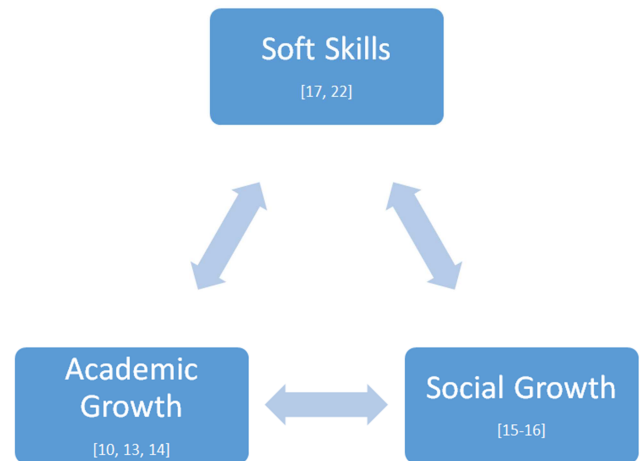 Soft Skills
[17, 22]
Academic
Growth
[10, 13, 14]
Social Growth
[15-16]